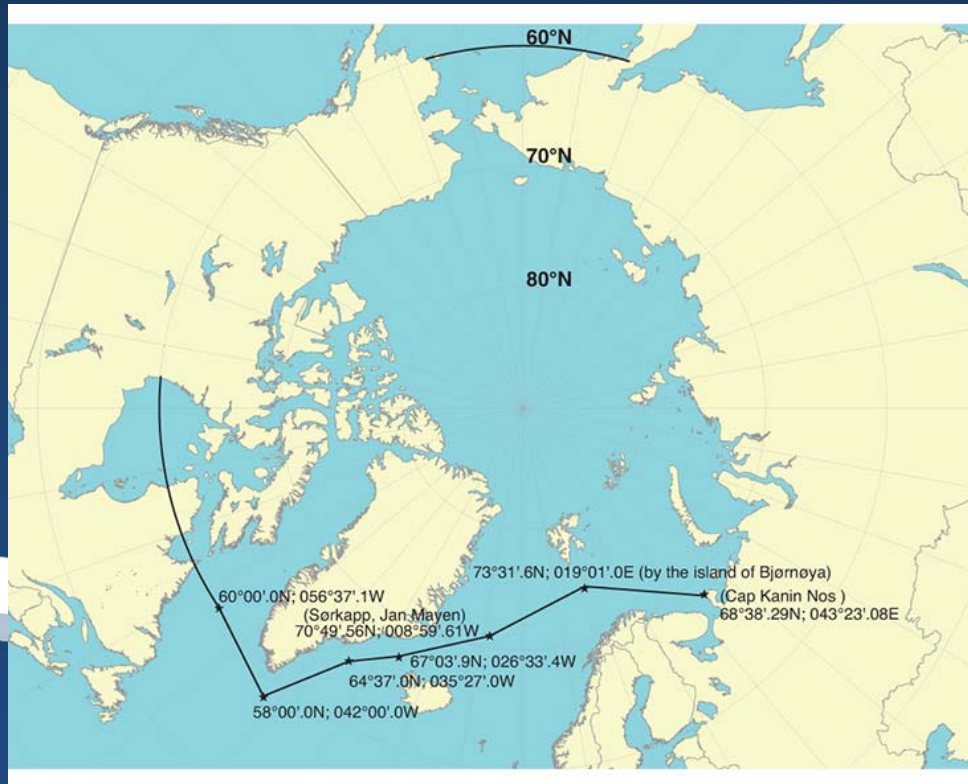 60°N
70°N
80°N
73°31'.6N; 019°01'.0E (by the island of Bjørnøya)
(Cap Kanin Nos )
68°38'.29N; 043°23'.08E
60°00'.0N; 056°37'.1W
(Sørkapp, Jan Mayen)
70°49'.56N; 008°59'.61W
67°03'.9N; 026°33'.4W
64°37'.0N; 035°27'.0W
58°00'.0N; 042°00'.0W